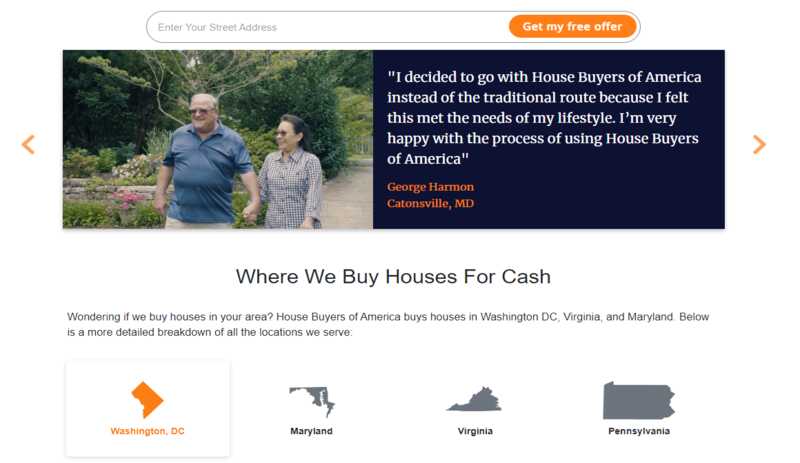 Enter Your Street Address
Get my free offer
"I decided to go with House Buyers of America
instead of the traditional route because I felt
this met the needs of my lifestyle. I’m very
happy with the process of using House Buyers
of America"
George Harmon
Catonsville, MD
Where We Buy Houses For Cash
Wondering if we buy houses in your area? House Buyers of America buys houses in Washington DC, Virginia, and Maryland. Below
is a more detailed breakdown of all the locations we serve:
Washington, DC
Maryland
Virginia
Pennsylvania